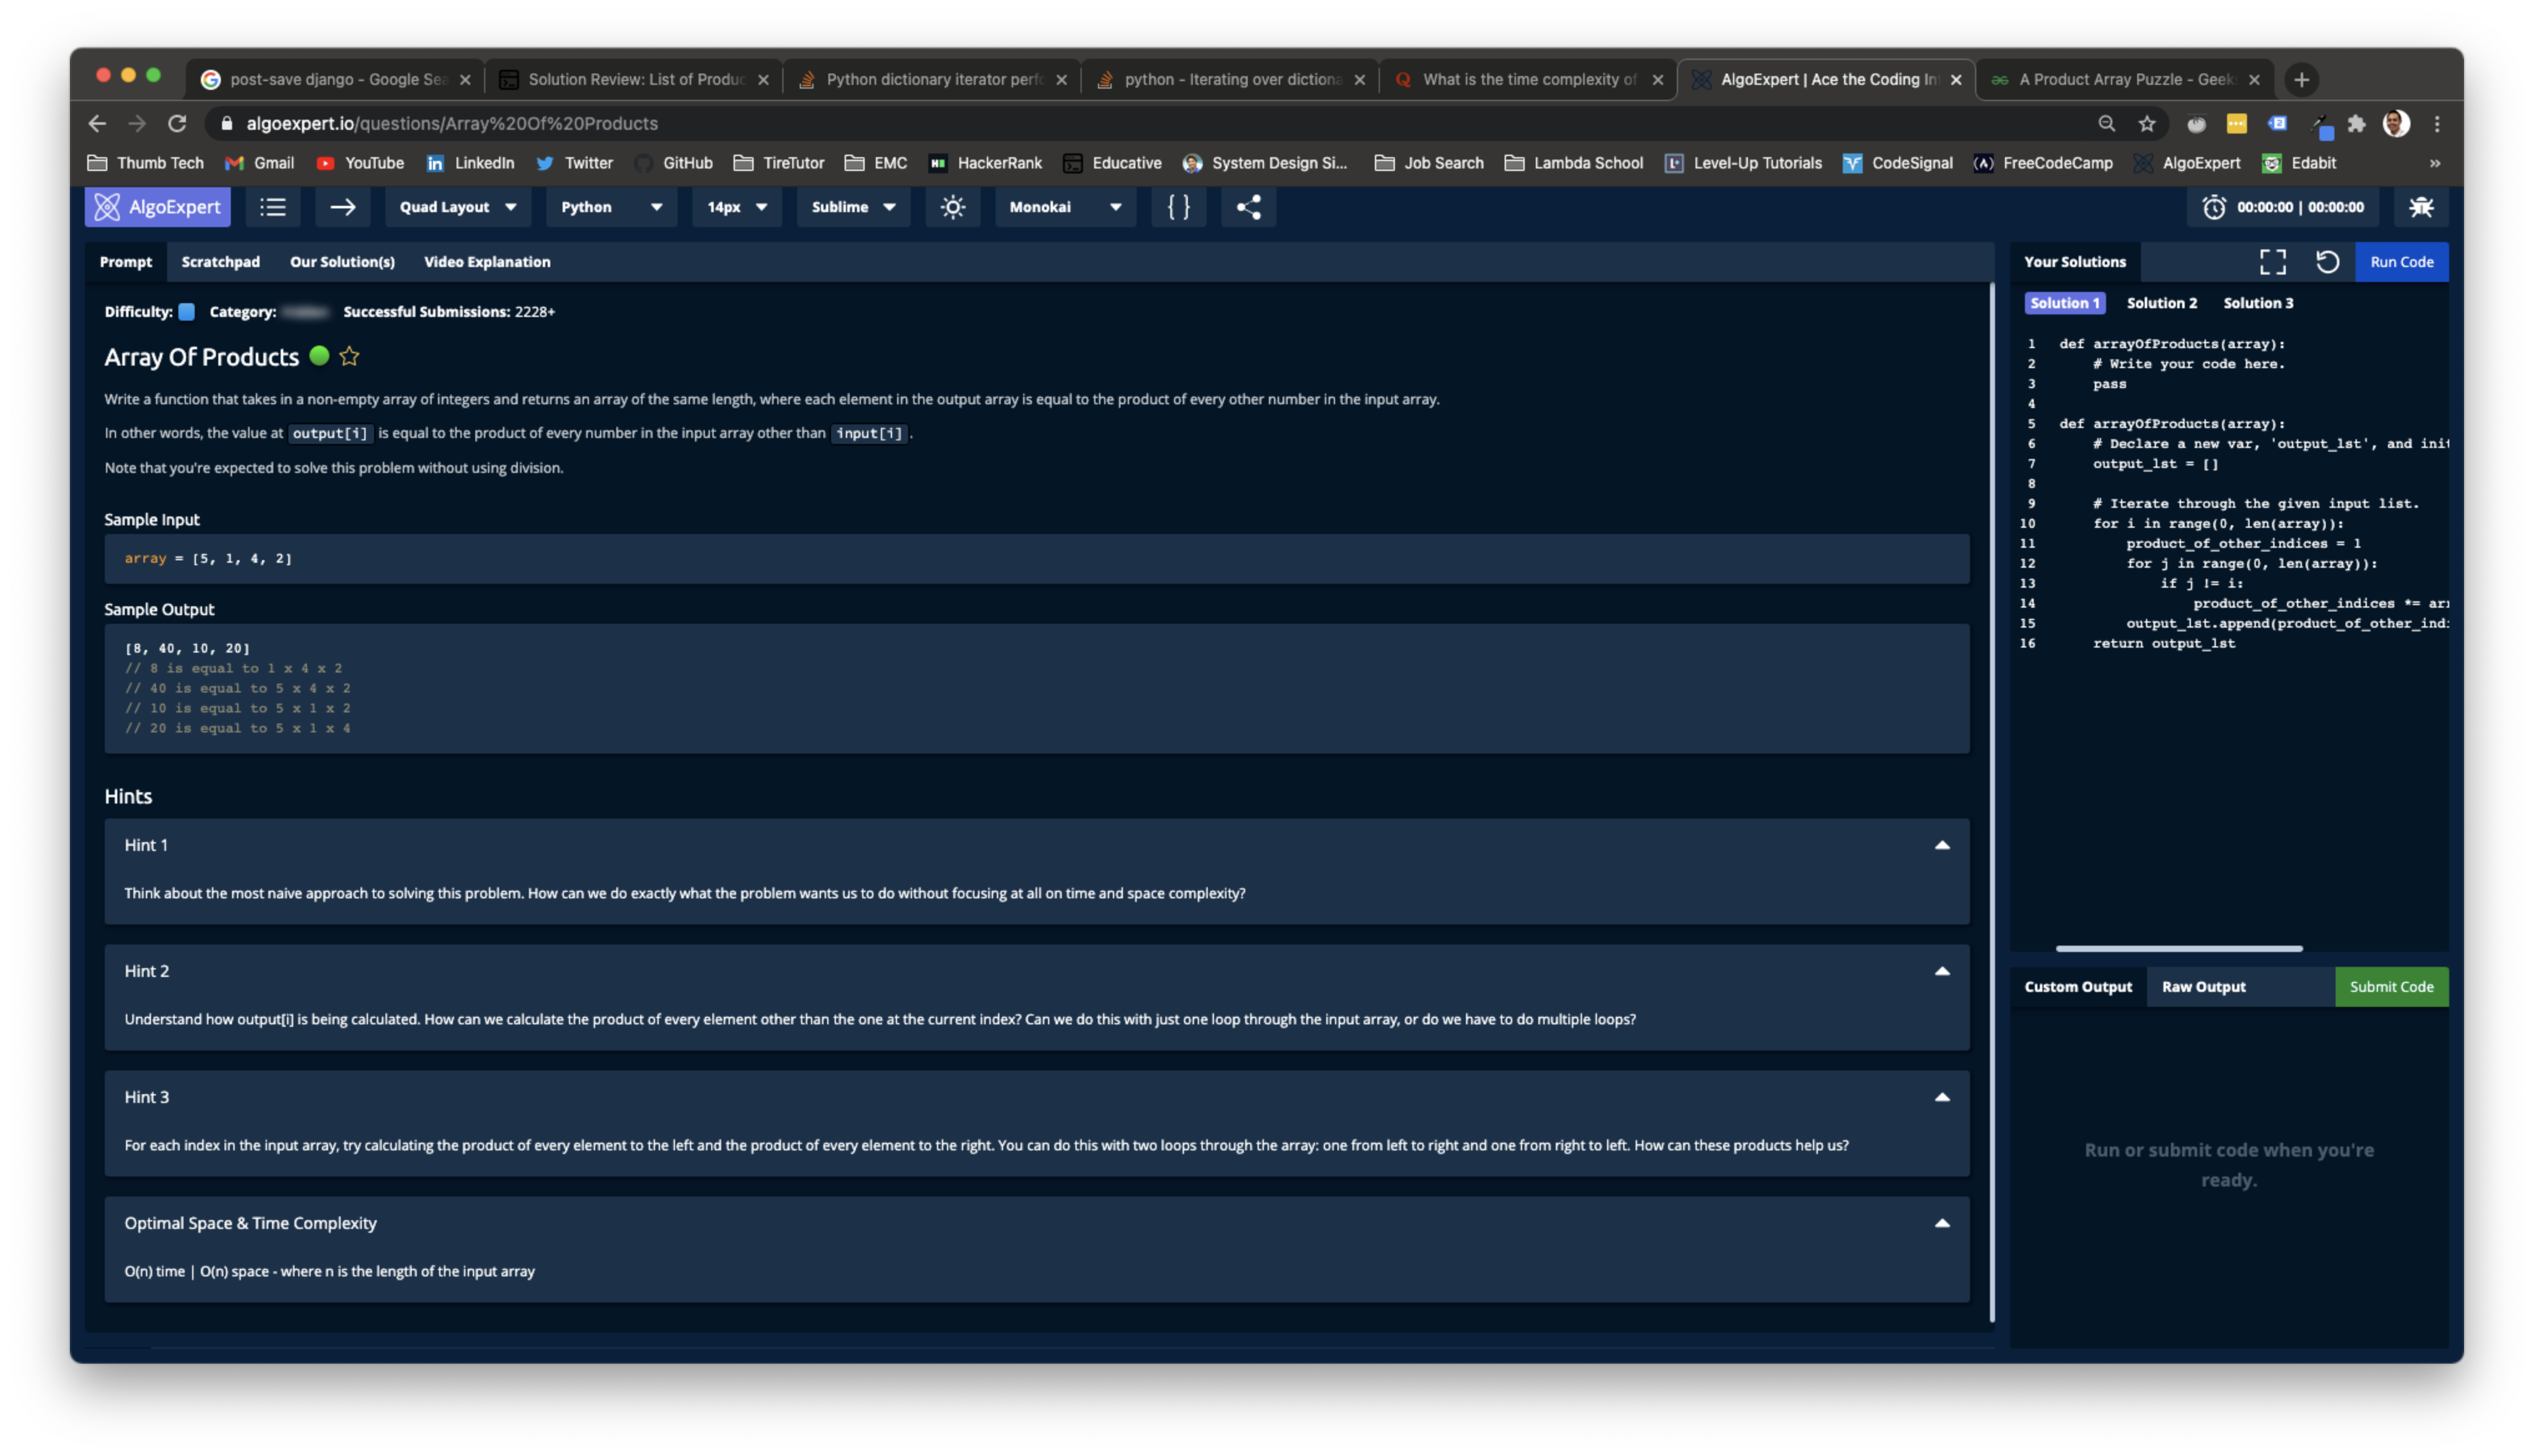 post-save django - Google Sea
Solution Review: List of Produc
Python dictionary iterator perfo
python - Iterating over dictiona
What is the time complexity of
AlgoExpert | Ace the Coding In
A Product Array Puzzle - Geek
algoexpert.io/questions/Array%20Of%20Products
Thumb Tech
Gmail
YouTube
LinkedIn
Twitter
GitHub
TireTutor
EMC
HackerRank
Educative
System Design Si...
Job Search
Lambda School
Level-Up Tutorials
CodeSignal
FreeCodeCamp
AlgoExpert
Edabit
»
AlgoExpert
Quad Layout
Python
14px
Sublime
Monokai
{ }
00:00:00 | 00:00:00
Prompt
Scratchpad
Our Solution(s)
Video Explanation
Difficulty:
Category:
Successful Submissions: 2228+
Array Of Products
Write a function that takes in a non-empty array of integers and returns an array of the same length, where each element in the output array is equal to the product of every other number in the input array.
In other words, the value at output[i] is equal to the product of every number in the input array other than input[i].
Note that you're expected to solve this problem without using division.
Sample Input
array = [5, 1, 4, 2]
Sample Output
[8, 40, 10, 20]
// 8 is equal to 1 x 4 x 2
// 40 is equal to 5 x 4 x 2
// 10 is equal to 5 x 1 x 2
// 20 is equal to 5 x 1 x 4
Hints
Hint 1
Think about the most naive approach to solving this problem. How can we do exactly what the problem wants us to do without focusing at all on time and space complexity?
Hint 2
Understand how output[i] is being calculated. How can we calculate the product of every element other than the one at the current index? Can we do this with just one loop through the input array, or do we have to do multiple loops?
Hint 3
For each index in the input array, try calculating the product of every element to the left and the product of every element to the right. You can do this with two loops through the array: one from left to right and one from right to left. How can these products help us?
Optimal Space & Time Complexity
O(n) time | O(n) space - where n is the length of the input array
Your Solutions
Run Code
Solution 1
Solution 2
Solution 3
1 def arrayOfProducts(array):
2     # Write your code here.
3     pass
4
5 def arrayOfProducts(array):
6     # Declare a new var, 'output_lst', and init
7     output_lst = []
8
9     # Iterate through the given input list.
10     for i in range(0, len(array)):
11         product_of_other_indices = 1
12         for j in range(0, len(array)):
13             if j != i:
14                 product_of_other_indices *= arr
15         output_lst.append(product_of_other_indi
16     return output_lst
Custom Output
Raw Output
Submit Code
Run or submit code when you're
ready.